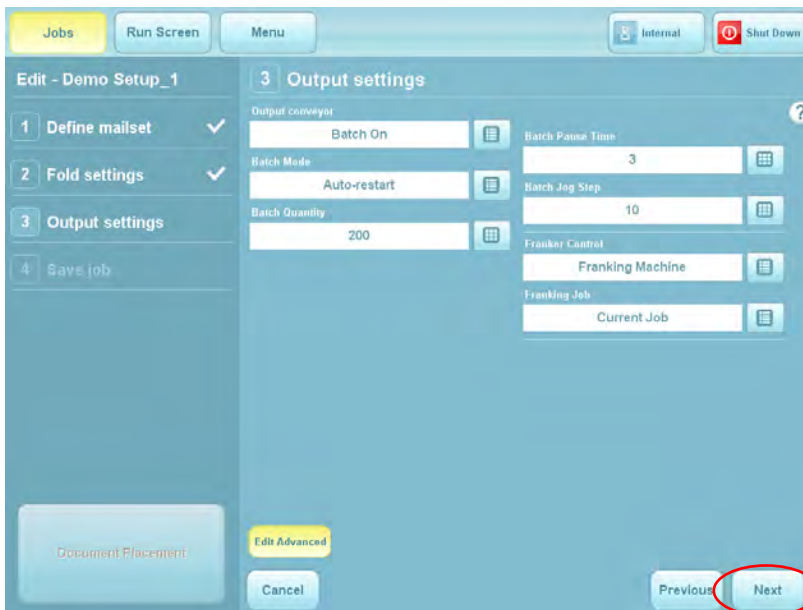 Jobs
Run Screen
Menu
Internal
Shut Down
Edit - Demo Setup_1
1 Define mailset
2 Fold settings
3 Output settings
4 Save job
Document Placement
3 Output settings
?
Output conveyor
Batch On
Batch Mode
Auto-restart
Batch Quantity
200
Batch Pause Time
3
Batch Jog Step
10
Franker Control
Franking Machine
Franking Job
Current Job
Edit Advanced
Cancel
Previous
Next